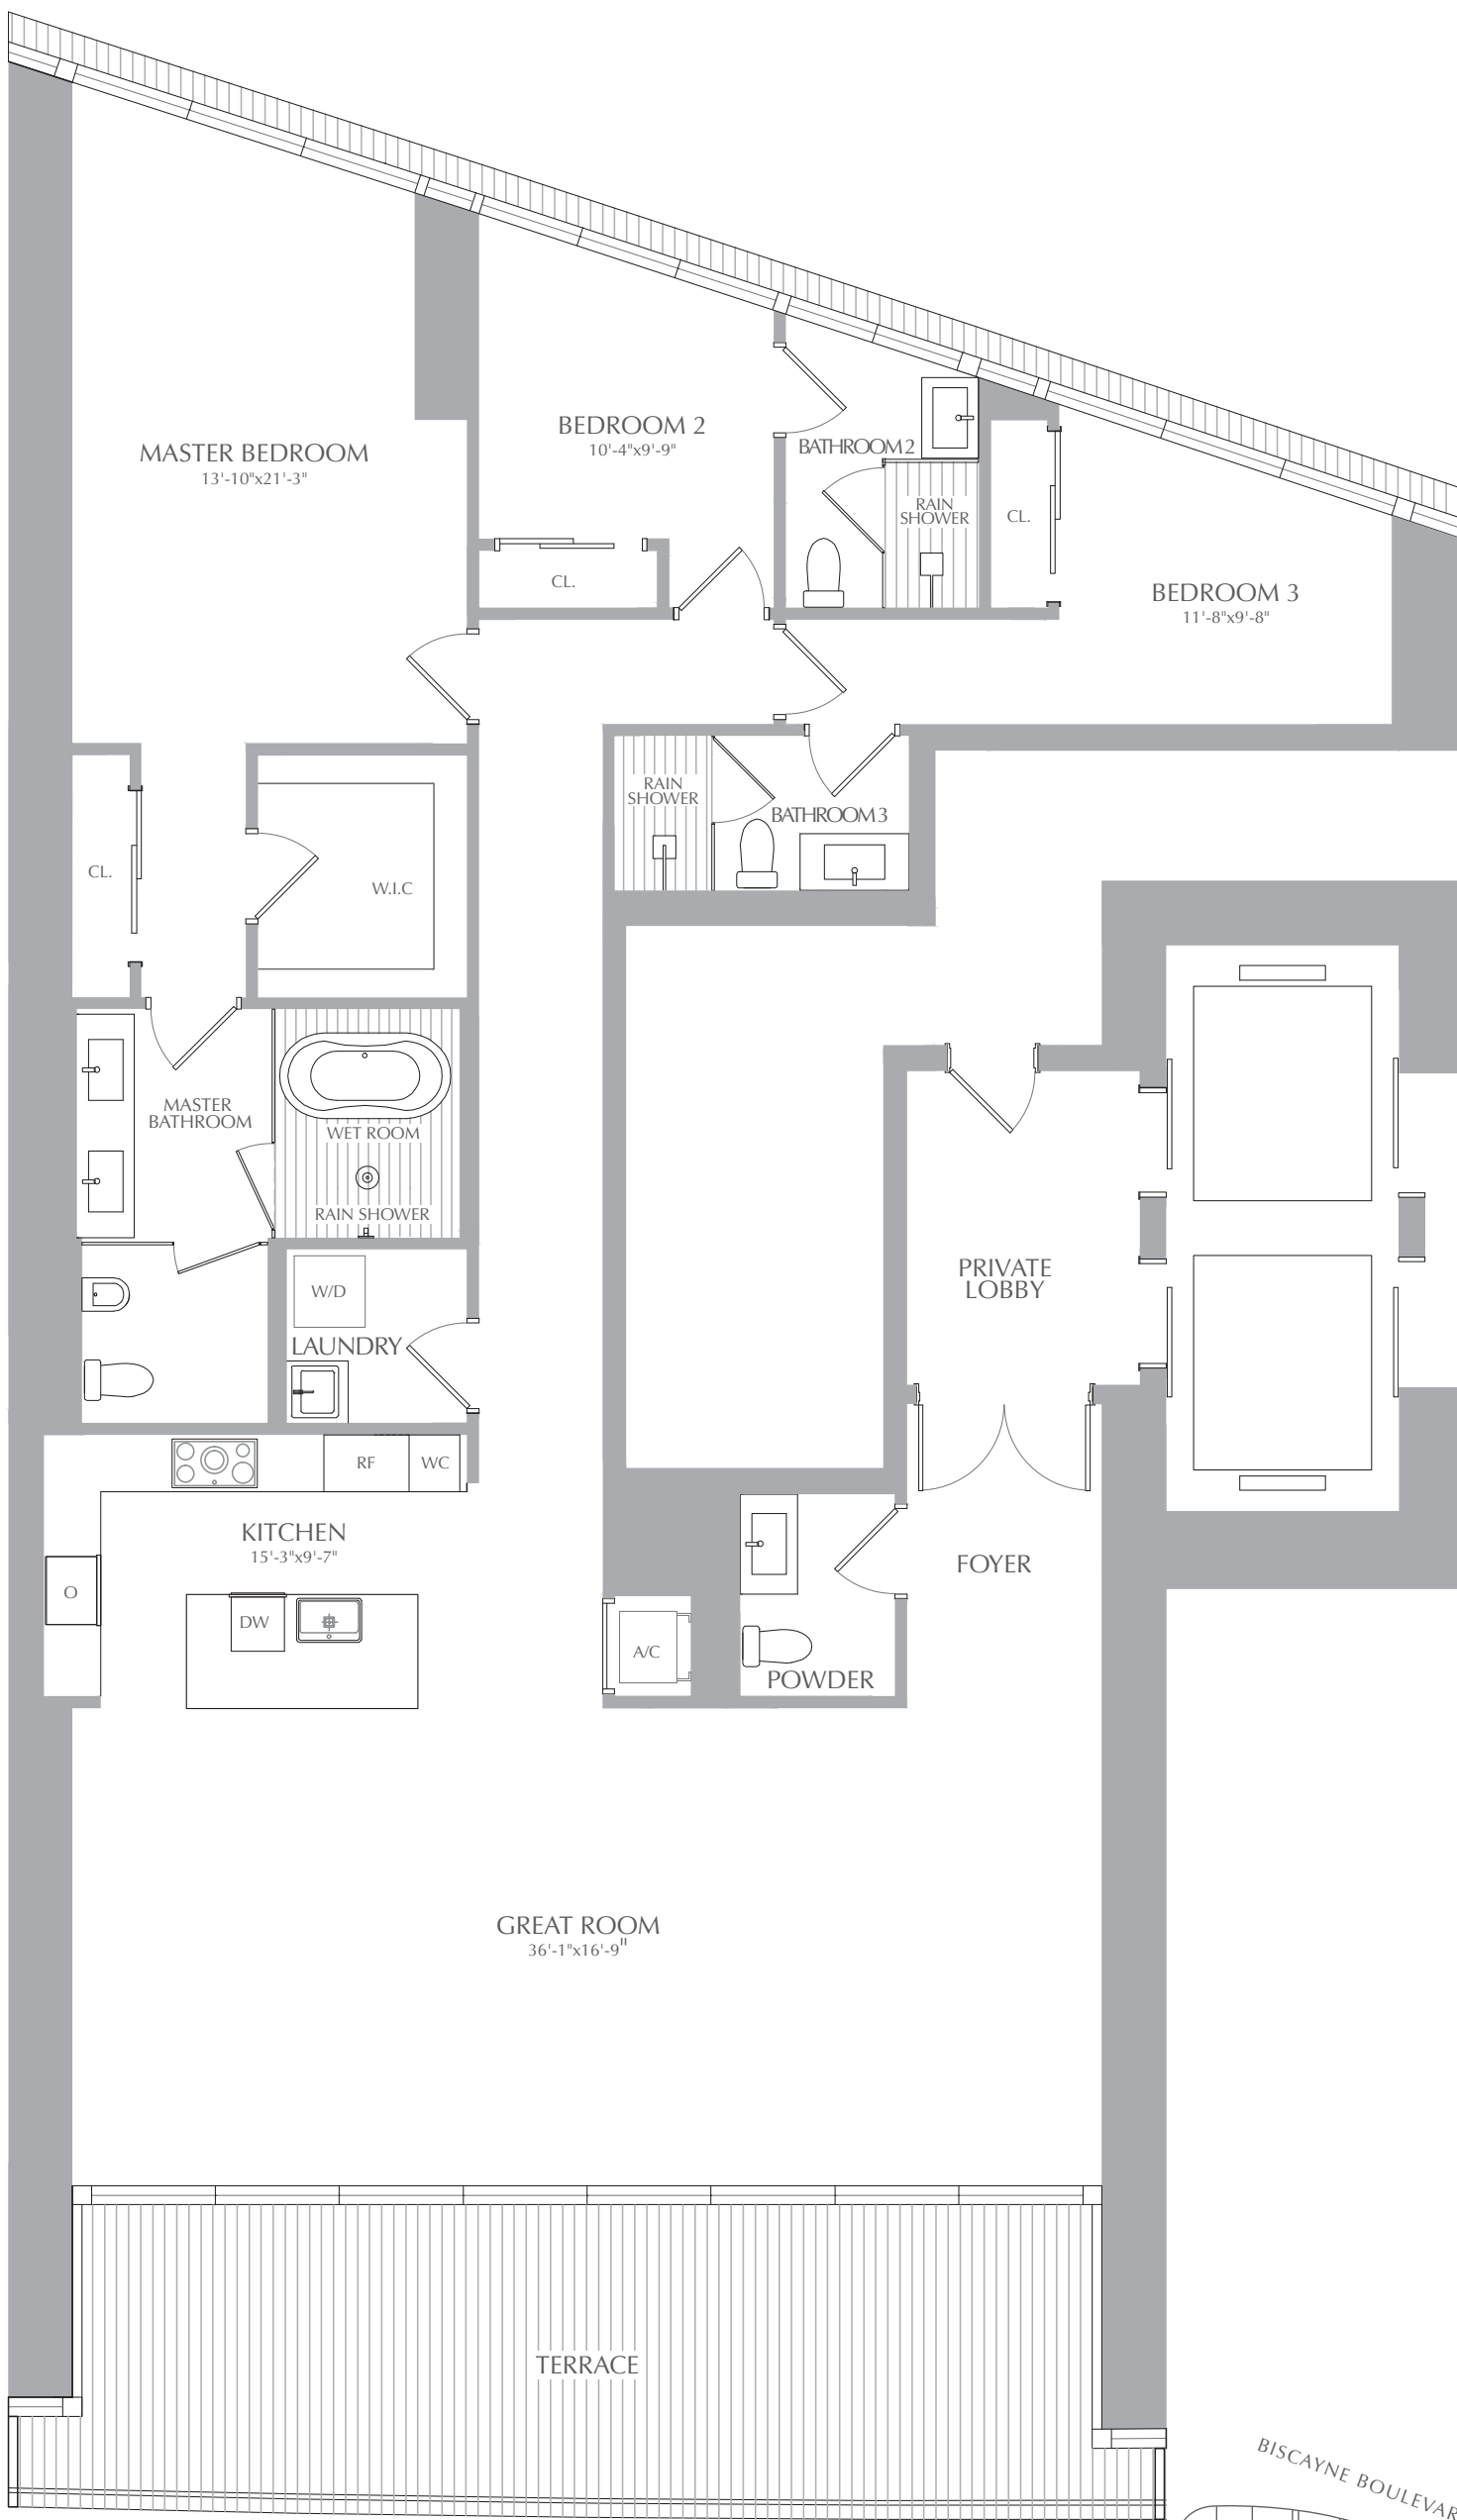 MASTER BEDROOM
13'-10"x21'-3"
BEDROOM 2
10'-4"x9'-9"
BATHROOM 2
RAIN
SHOWER
CL.
CL.
BEDROOM 3
11'-8"x9'-8"
RAIN
SHOWER
BATHROOM 3
CL.
W.I.C
MASTER
BATHROOM
WET ROOM
RAIN SHOWER
PRIVATE
LOBBY
W/D
LAUNDRY
RF
WC
KITCHEN
15'-3"x9'-7"
FOYER
O
DW
A/C
POWDER
GREAT ROOM
36'-1"x16'-9"
TERRACE
BISCAYNE